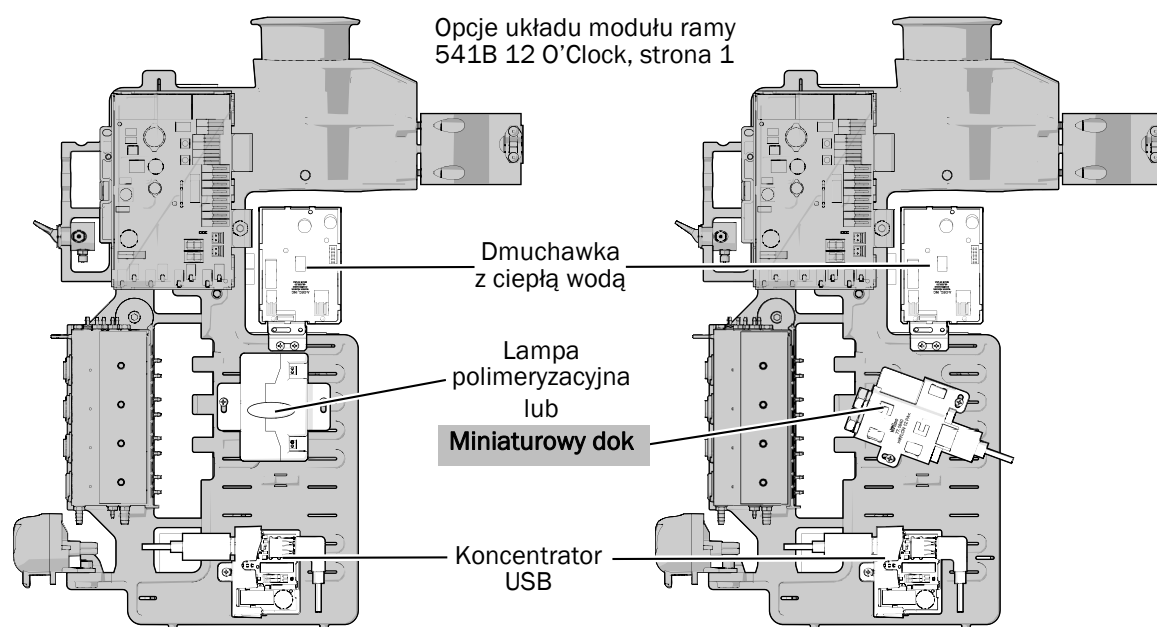 Opcje układu modułu ramy
541B 12 O'Clock, strona 1
Dmuchawka
z ciepłą wodą
Lampa
polimeryzacyjna
lub
Miniaturowy dok
Koncentrator
USB